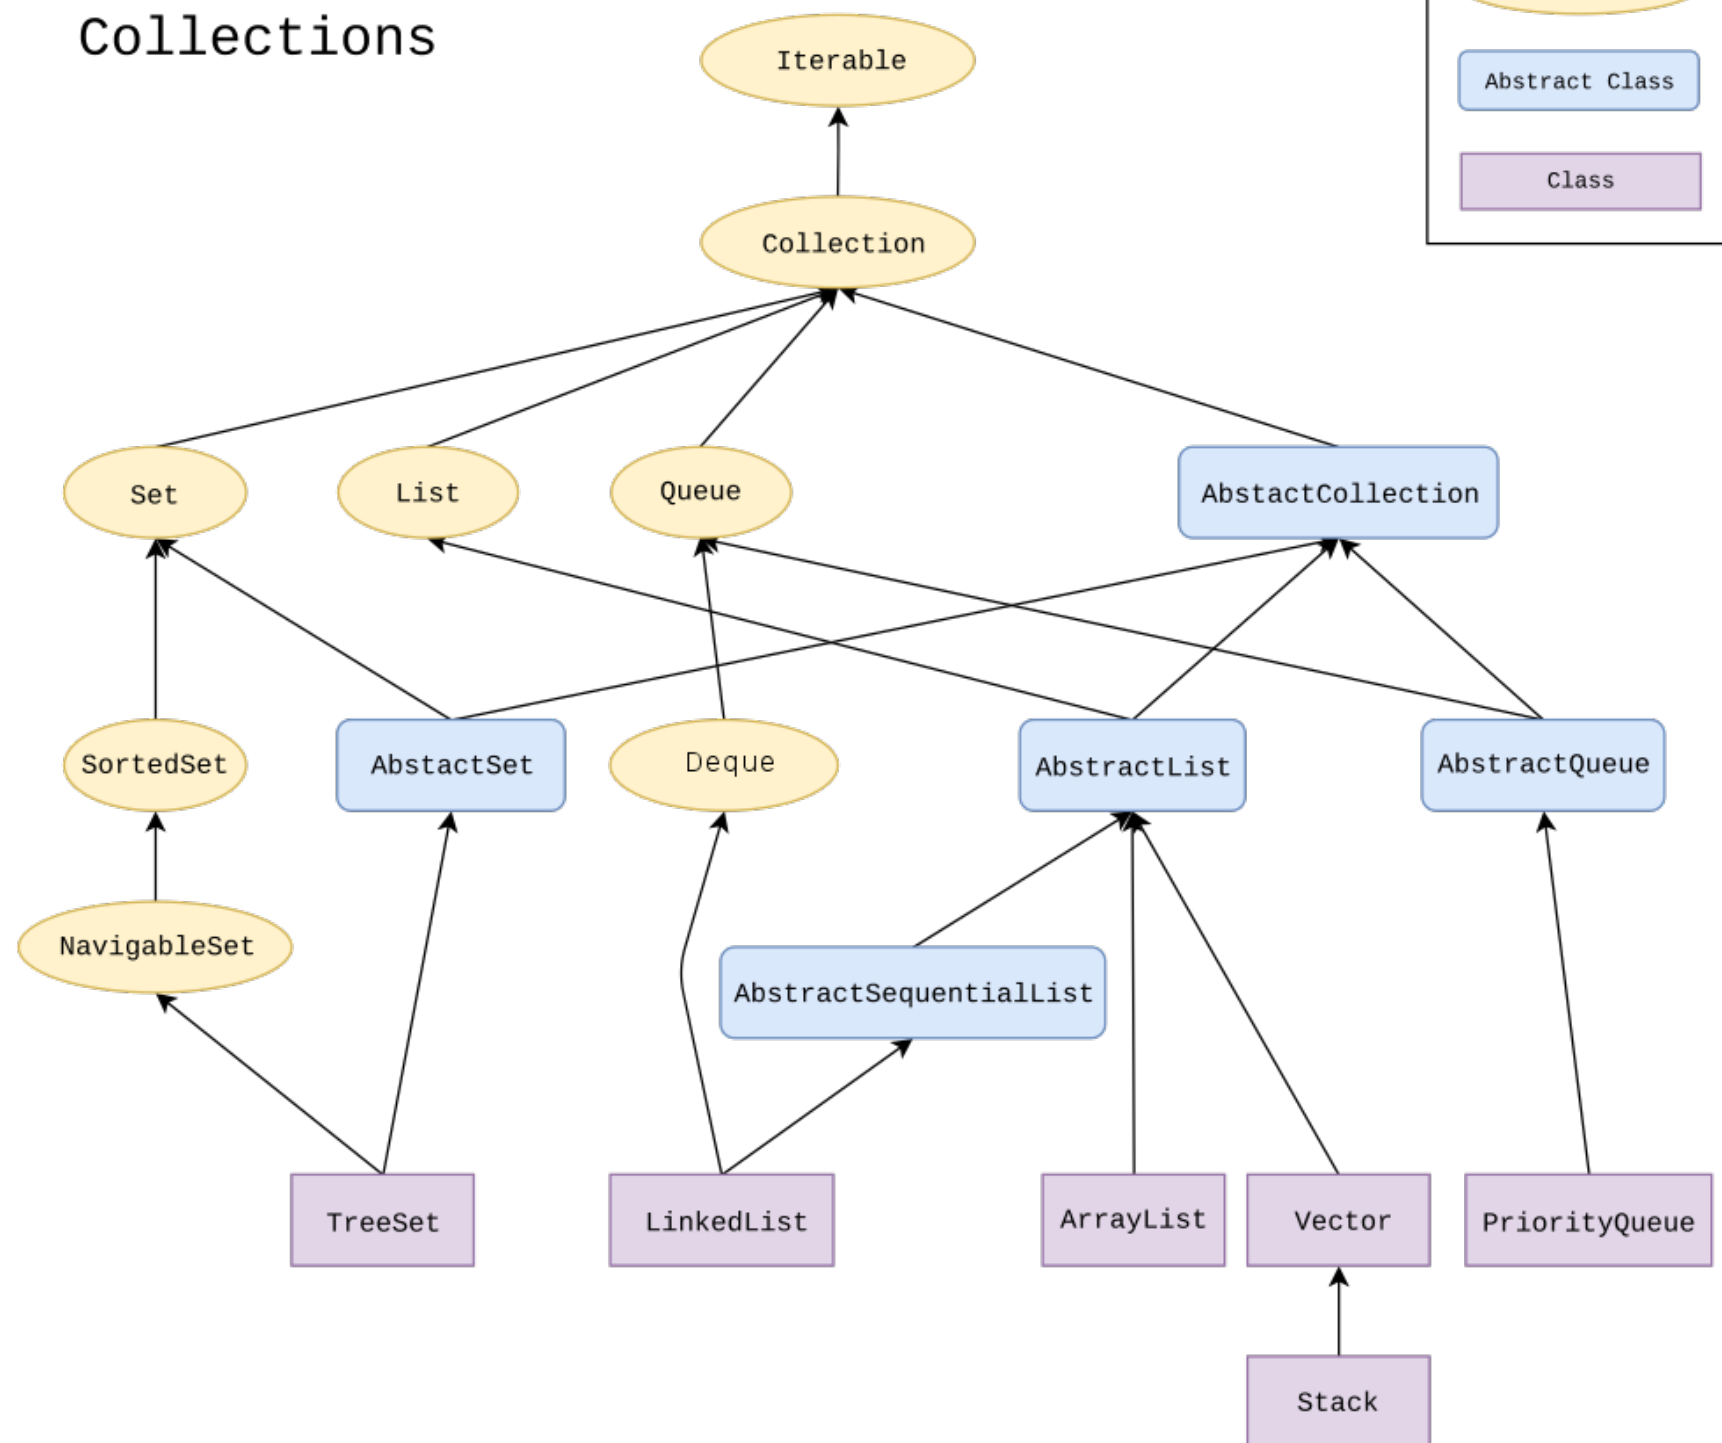 Collections
Iterable
Abstract Class
Class
Collection
Set
List
Queue
AbstactCollection
SortedSet
AbstactSet
Deque
AbstractList
AbstractQueue
NavigableSet
AbstractSequentialList
TreeSet
LinkedList
ArrayList
Vector
PriorityQueue
Stack